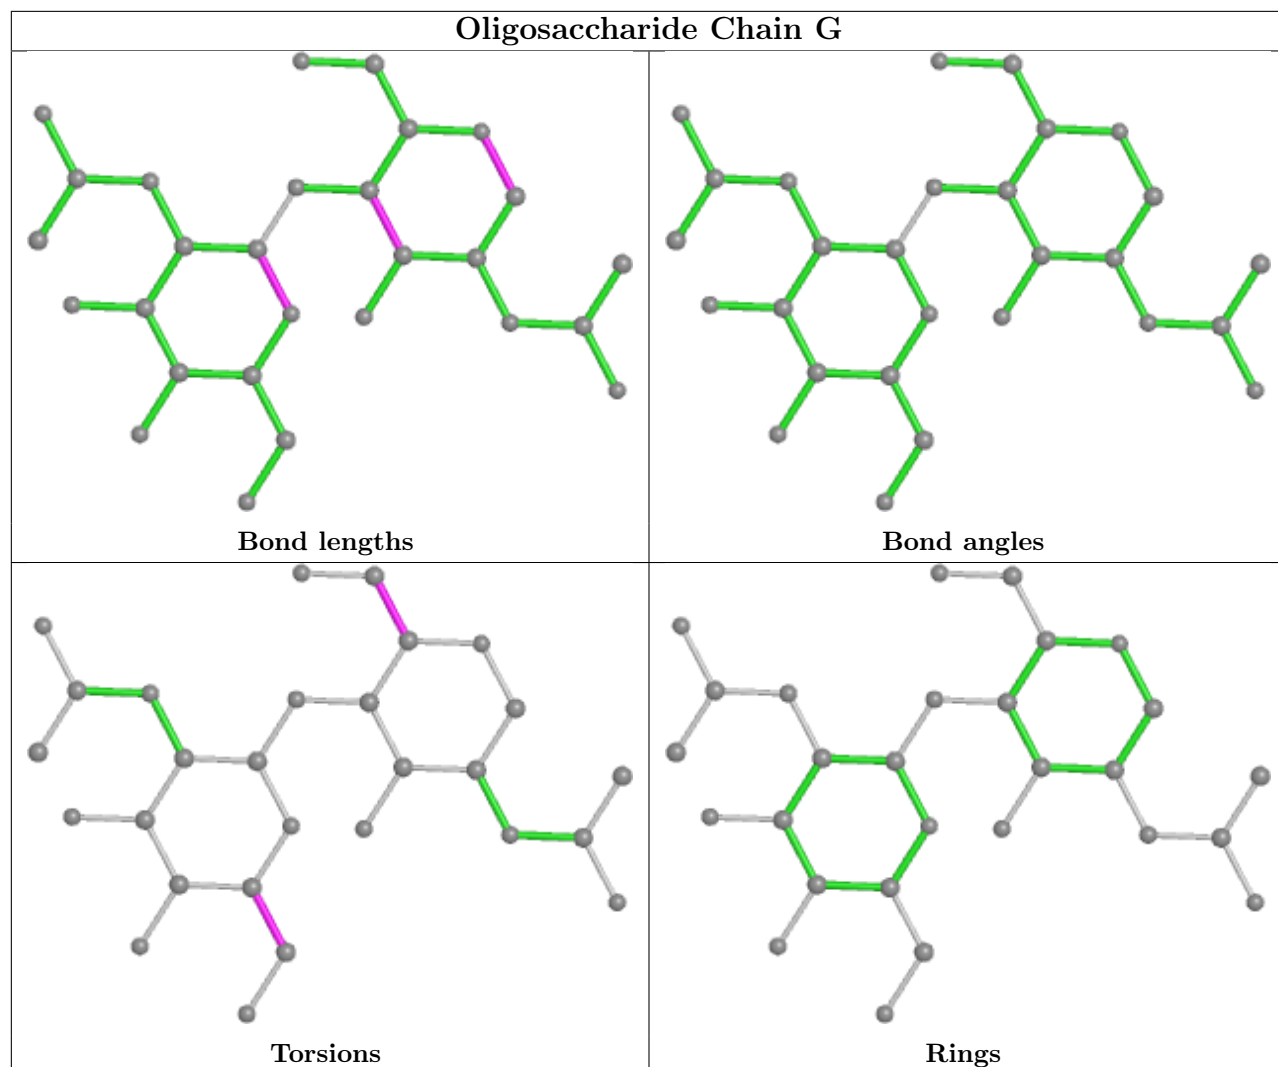 Oligosaccharide Chain G
Bond lengths
Bond angles
Torsions
Rings